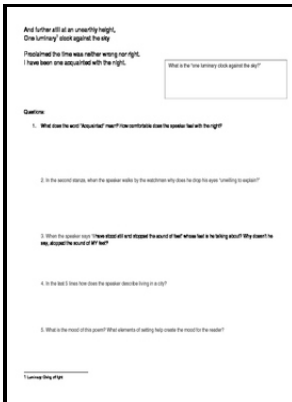 And further still at an unearthly height,
One luminary¹ clock against the sky
Proclaimed the time was neither wrong nor right.
I have been one acquainted with the night.
What is the "one luminary clock against the sky?"
Questions:
1. What does the word "Acquainted" mean? How comfortable does the speaker feel with the night?
2. In the second stanza, when the speaker walks by the watchman why does he drop his eyes "unwilling to explain?"
3. When the speaker says "I have stood still and stopped the sound of feet" whose feet is he talking about? Why doesn't he
say, stopped the sound of MY feet?
4. In the last 5 lines how does the speaker describe living in a city?
5. What is the mood of this poem? What elements of setting help create the mood for the reader?
1 Luminary: Giving of light